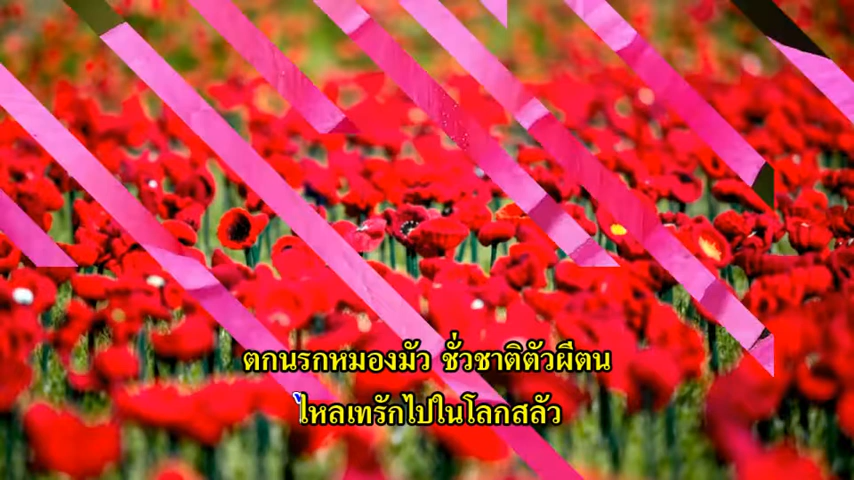 ตกนรกหมองมัว ชั่วชาติตัวผีตน
ไหลเทรักไปในโลกสลัว